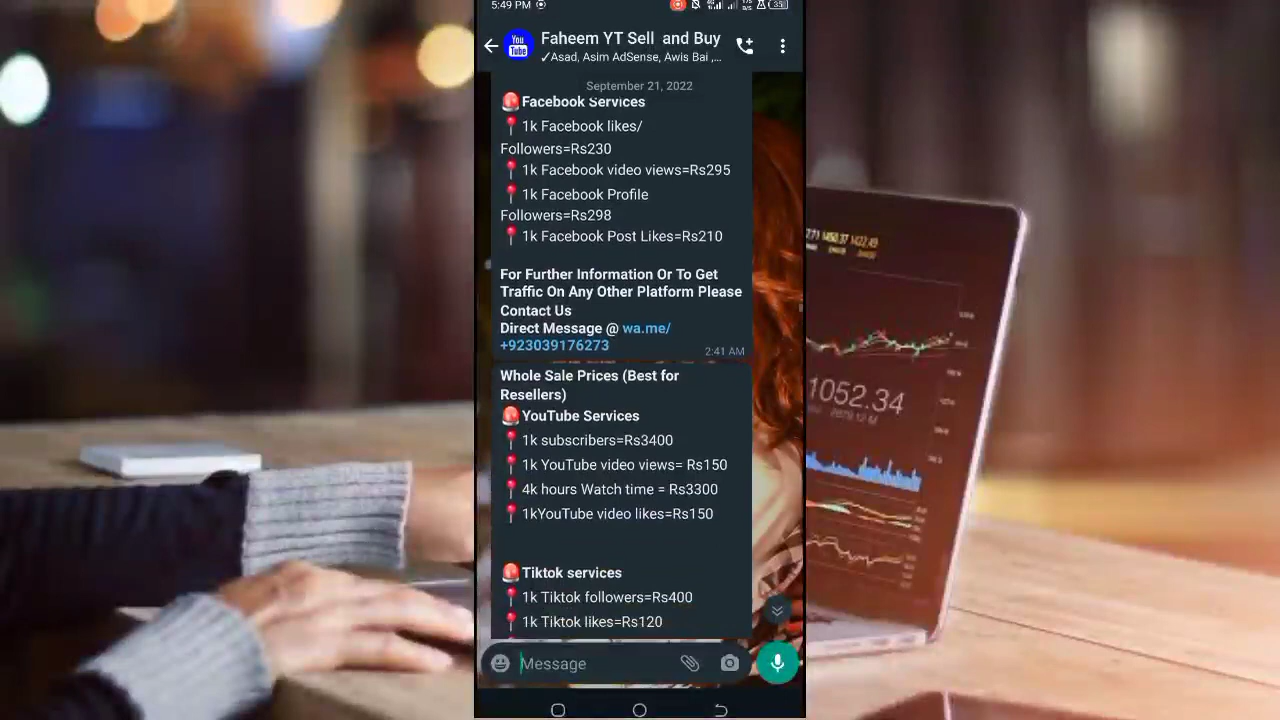 5:49 PM
Faheem YT Sell and Buy
You
Tube
✓Asad, Asim AdSense, Awis Bai ,...
September 21, 2022
🚨Facebook Services
📍 1k Facebook likes/
Followers=Rs230
📍 1k Facebook video views=Rs295
📍 1k Facebook Profile
Followers=Rs298
📍 1k Facebook Post Likes=Rs210
For Further Information Or To Get
Traffic On Any Other Platform Please
Contact Us
Direct Message @ wa.me/
+923039176273
2:41 AM
Whole Sale Prices (Best for
Resellers)
🚨YouTube Services
📍 1k subscribers=Rs3400
📍 1k YouTube video views= Rs150
📍 4k hours Watch time = Rs3300
📍 1kYouTube video likes=Rs150
🚨Tiktok services
📍 1k Tiktok followers=Rs400
📍 1k Tiktok likes=Rs120
Message
1052.34